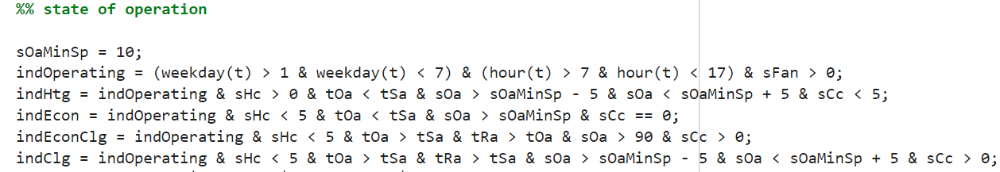 %% state of operation
sOaMinSp = 10;
indOperating = (weekday(t) > 1 & weekday(t) < 7) & (hour(t) > 7 & hour(t) < 17) & sFan > 0;
indHtg = indOperating & sHc > 0 & tOa < tSa & sOa > sOaMinSp - 5 & sOa < sOaMinSp + 5 & sCc < 5;
indEcon = indOperating & sHc < 5 & tOa < tSa & sOa > sOaMinSp & sCc == 0;
indEconClg = indOperating & sHc < 5 & tOa > tSa & tRa > tOa & sOa > 90 & sCc > 0;
indClg = indOperating & sHc < 5 & tOa > tSa & tRa > tSa & sOa > sOaMinSp - 5 & sOa < sOaMinSp + 5 & sCc > 0;